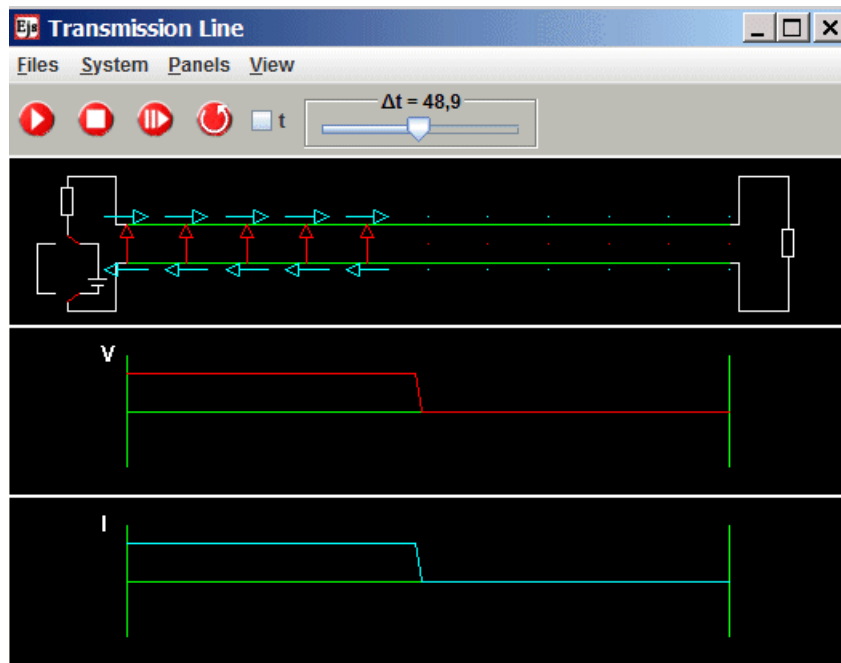 Ejs Transmission Line
Files System Panels View
t Δt = 48,9
V
I